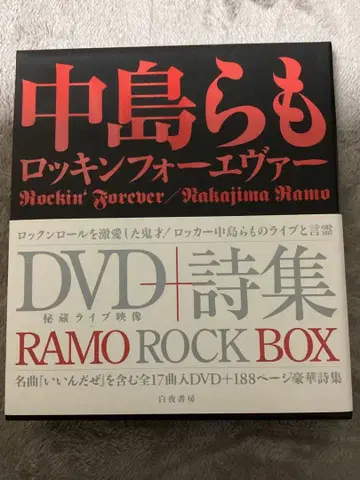 中島らも
ロッキンフォーエヴァー
Rockin' Forever/Nakajima Ramo
ロックンロールを激愛した鬼才/ロッカー中島らものライブと言霊
DVD+詩集
秘蔵ライブ映像
RAMO ROCK BOX
名曲『いいんだぜ』を含む全17曲入DVD+188ページ豪華詩集
白夜書房